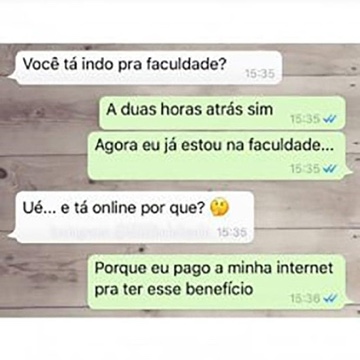 Você tá indo pra faculdade?
15:35
A duas horas atrás sim
15:35
Agora eu já estou na faculdade...
15:35
Ué... e tá online por que? 🤔
15:35
Porque eu pago a minha internet
pra ter esse benefício
15:36